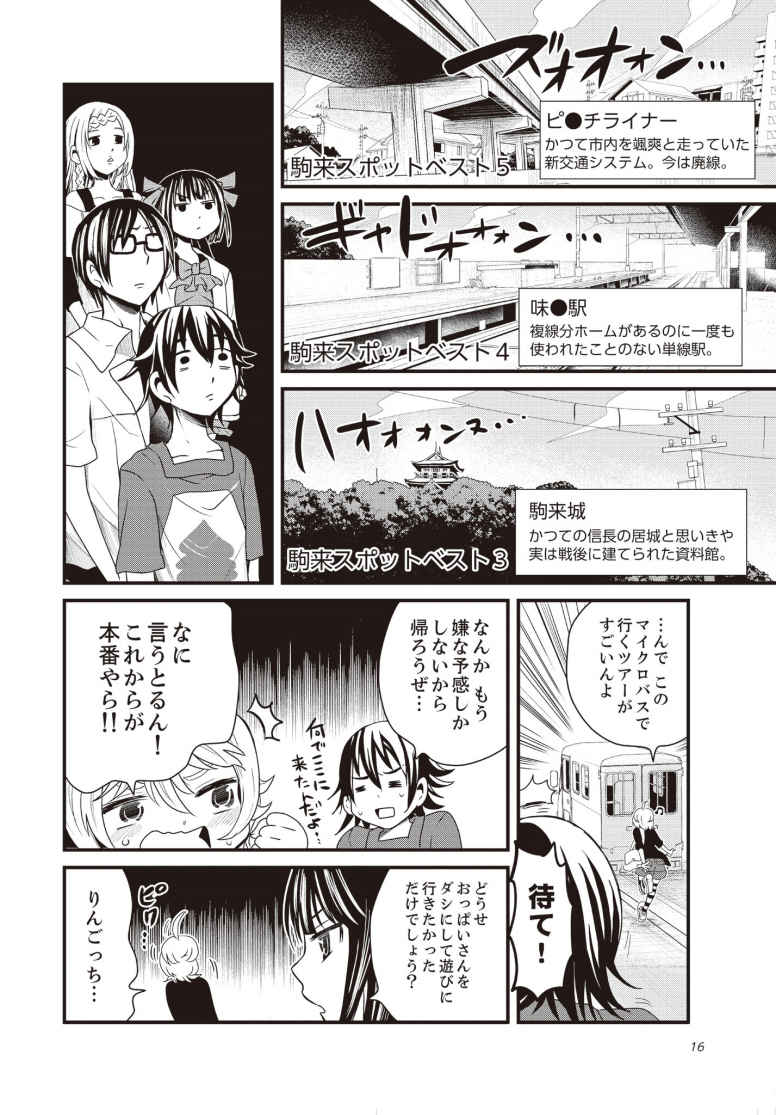 ズオオォン…
ピ●チライナー
かつて市内を颯爽と走っていた
新交通システム。今は廃線。
駒来スポットベスト5
ギャドォォォン…
味●駅
複線分ホームがあるのに一度も
使われたことのない単線駅。
駒来スポットベスト4
ハオォォンヌ…
駒来城
かつての信長の居城と思いきや
実は戦後に建てられた資料館。
駒来スポットベスト3
…んで この
マイクロバスで
行くツアーが
すごいんよ
♪
待て！
なんか もう
嫌な予感しか
しないから
帰ろうぜ…
何でここに
来たんだよ…
なに
言うとるん！
これからが
本番やら!!
どうせ
おっぱいさんを
ダシにして遊びに
行きたかった
だけでしょう？
ピク…
りんごっち…
16